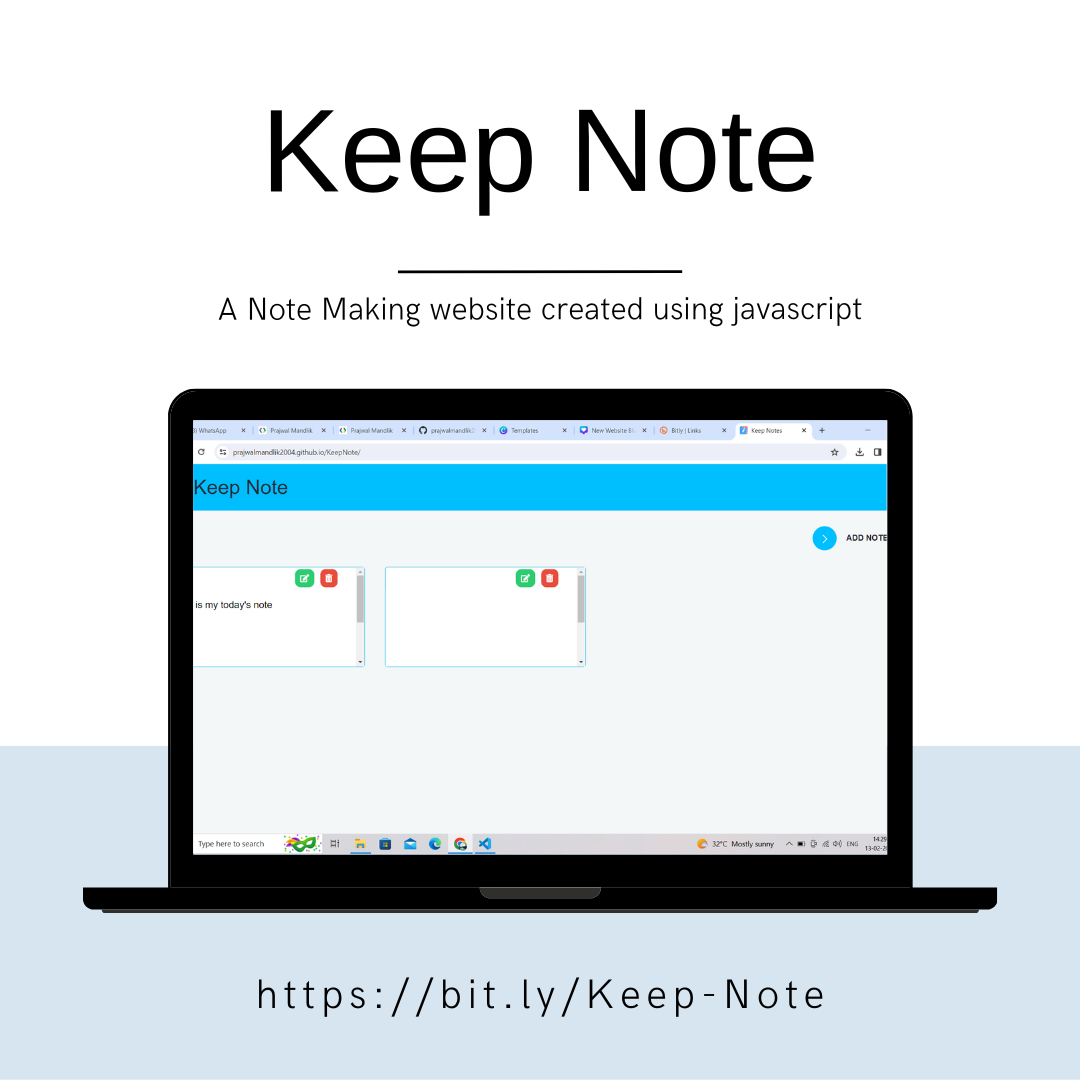 Keep Note
A Note Making website created using javascript
WhatsApp Prajwal Mandlik Prajwal Mandlik prajwalmandlik2 Templates New Website Bl Bitly | Links Keep Notes
prajwalmandlik2004.github.io/KeepNote/
Keep Note
ADD NOTE
is my today's note
Type here to search 32°C Mostly sunny ENG 14:29
13-02-2
https://bit.ly/Keep-Note